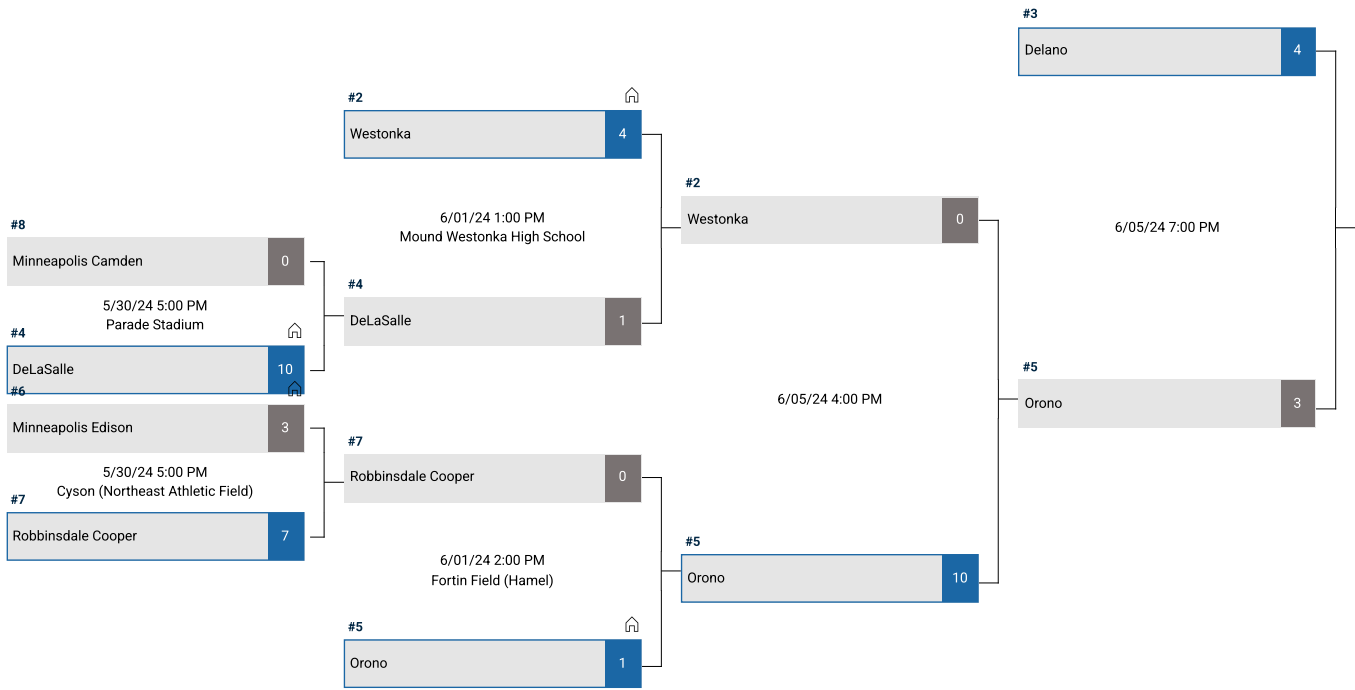 #3
Delano
4
#2
Westonka
4
6/01/24 1:00 PM
Mound Westonka High School
#4
DeLaSalle
1
#8
Minneapolis Camden
0
5/30/24 5:00 PM
Parade Stadium
#4
DeLaSalle
10
#6
Minneapolis Edison
3
5/30/24 5:00 PM
Cyson (Northeast Athletic Field)
#7
Robbinsdale Cooper
7
#7
Robbinsdale Cooper
0
6/01/24 2:00 PM
Fortin Field (Hamel)
#5
Orono
1
#2
Westonka
0
6/05/24 4:00 PM
#5
Orono
10
6/05/24 7:00 PM
#5
Orono
3